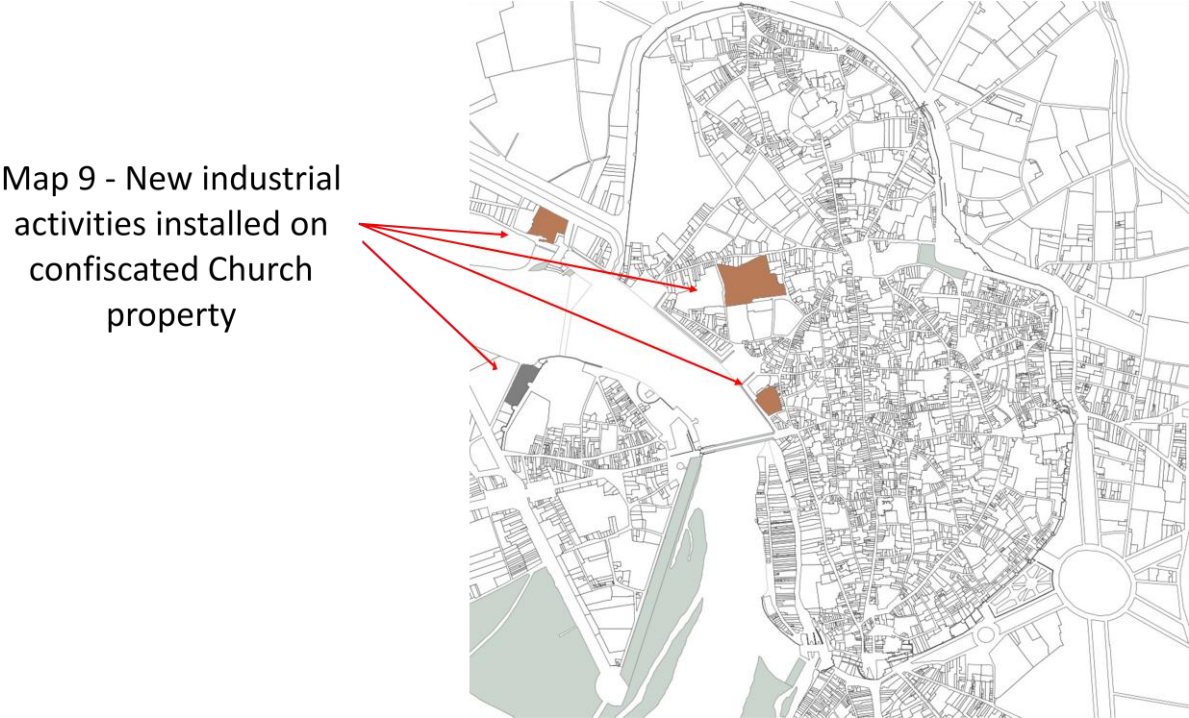 Map 9 - New industrial
activities installed on
confiscated Church
property